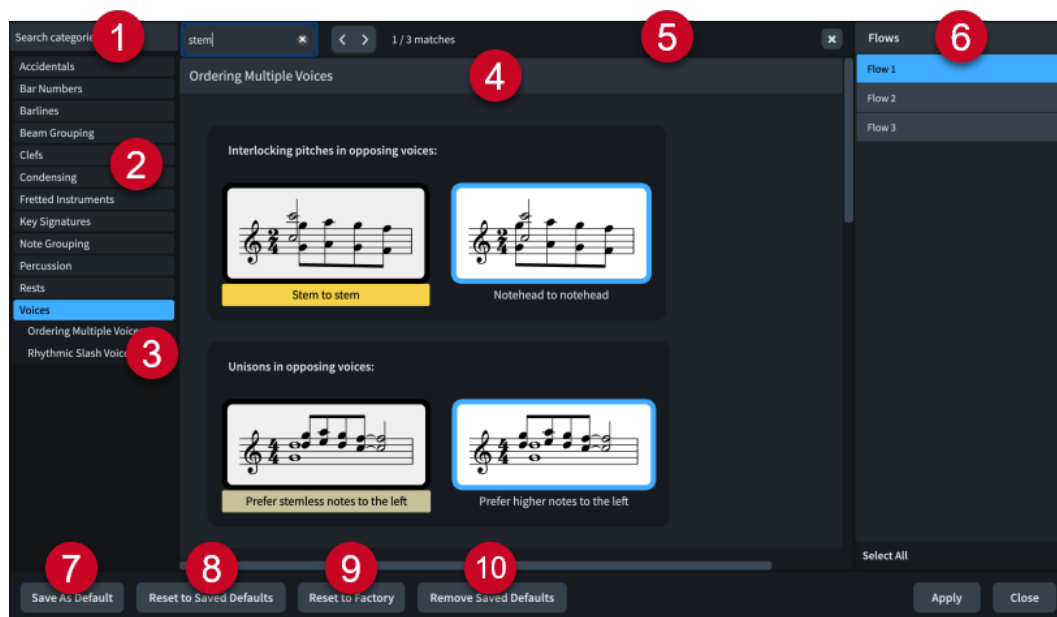 Search categorie
1
stem
1 / 3 matches
5
Flows
6
Accidentals
Bar Numbers
Barlines
Beam Grouping
Clefs
2
Condensing
Fretted Instruments
Key Signatures
Note Grouping
Percussion
Rests
Voices
Ordering Multiple Voices
Rhythmic Slash Voice
3
Ordering Multiple Voices
4
Interlocking pitches in opposing voices:
Stem to stem
Notehead to notehead
Unisons in opposing voices:
Prefer stemless notes to the left
Prefer higher notes to the left
Flow 1
Flow 2
Flow 3
Select All
7
8
9
10
Save As Default
Reset to Saved Defaults
Reset to Factory
Remove Saved Defaults
Apply
Close